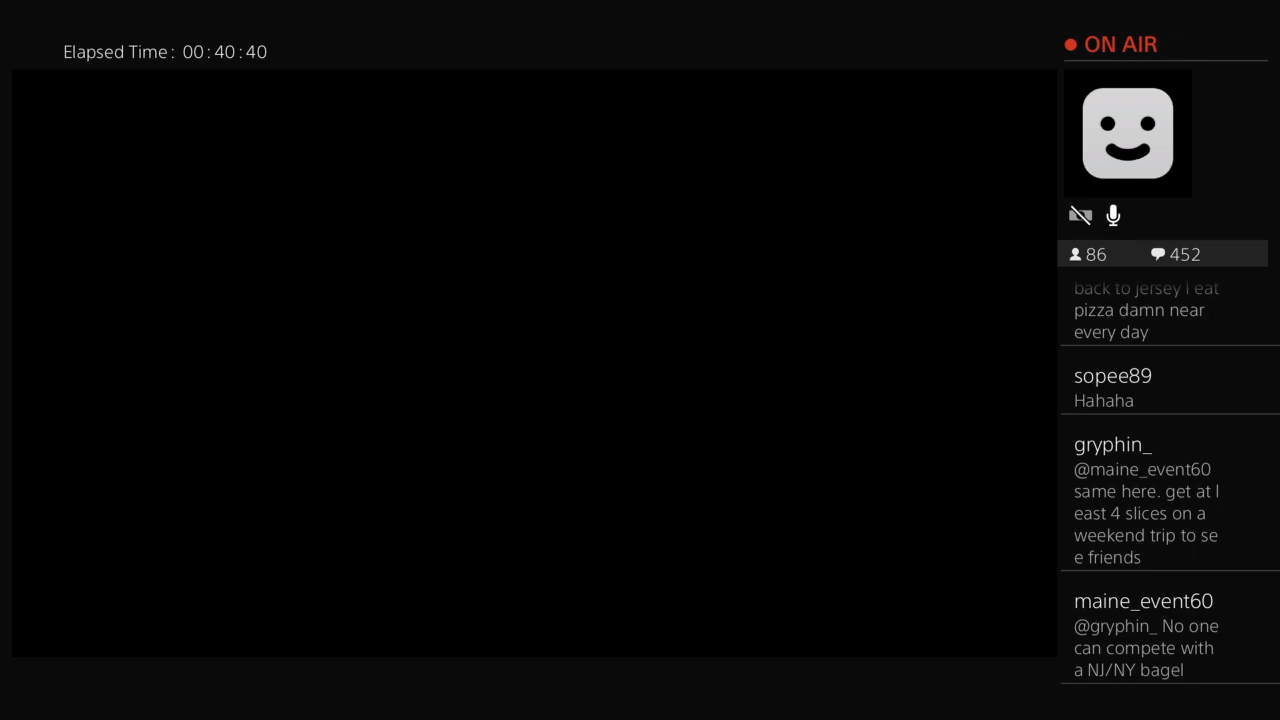 Elapsed Time: 00:40:40
ON AIR
86 452
back to jersey I eat
pizza damn near
every day
sopee89
Hahaha
gryphin_
@maine_event60
same here. get at l
east 4 slices on a
weekend trip to se
e friends
maine_event60
@gryphin_ No one
can compete with
a NJ/NY bagel